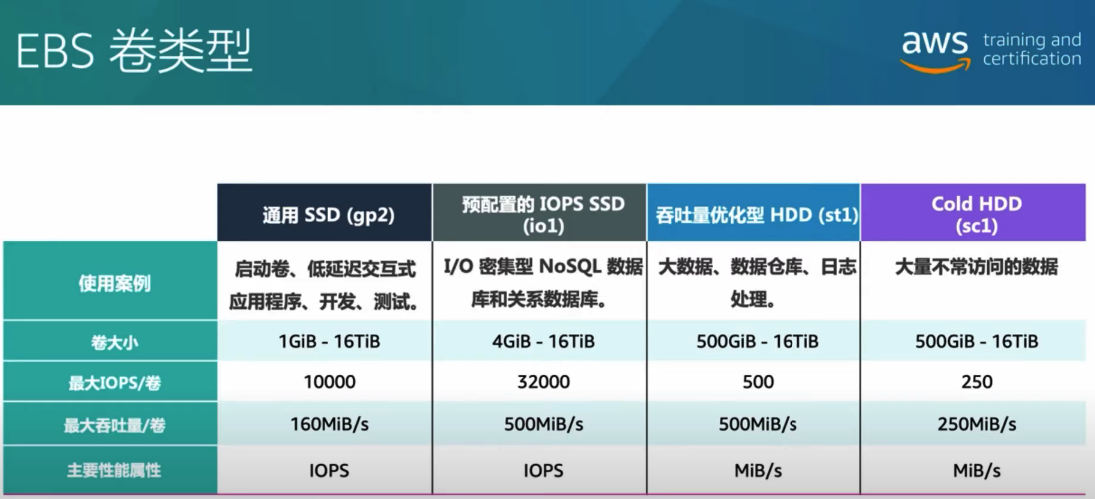 EBS 卷类型
aws training and
certification
通用 SSD (gp2)
预配置的 IOPS SSD
(io1)
吞吐量优化型 HDD (st1)
Cold HDD
(sc1)
使用案例
启动卷、低延迟交互式
应用程序、开发、测试。
I/O 密集型 NoSQL 数据
库和关系数据库。
大数据、数据仓库、日志
处理。
大量不常访问的数据
卷大小
1GiB - 16TiB
4GiB - 16TiB
500GiB - 16TiB
500GiB - 16TiB
最大IOPS/卷
10000
32000
500
250
最大吞吐量/卷
160MiB/s
500MiB/s
500MiB/s
250MiB/s
主要性能属性
IOPS
IOPS
MiB/s
MiB/s